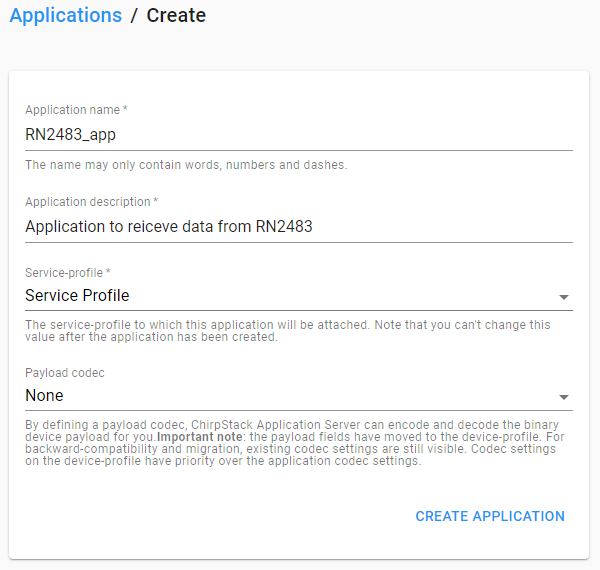 Applications / Create
Application name *
RN2483_app
The name may only contain words, numbers and dashes.
Application description *
Application to reiceve data from RN2483
Service-profile *
Service Profile
The service-profile to which this application will be attached. Note that you can't change this
value after the application has been created.
Payload codec
None
By defining a payload codec, ChirpStack Application Server can encode and decode the binary
device payload for you.Important note: the payload fields have moved to the device-profile. For
backward-compatibility and migration, existing codec settings are still visible. Codec settings
on the device-profile have priority over the application codec settings.
CREATE APPLICATION